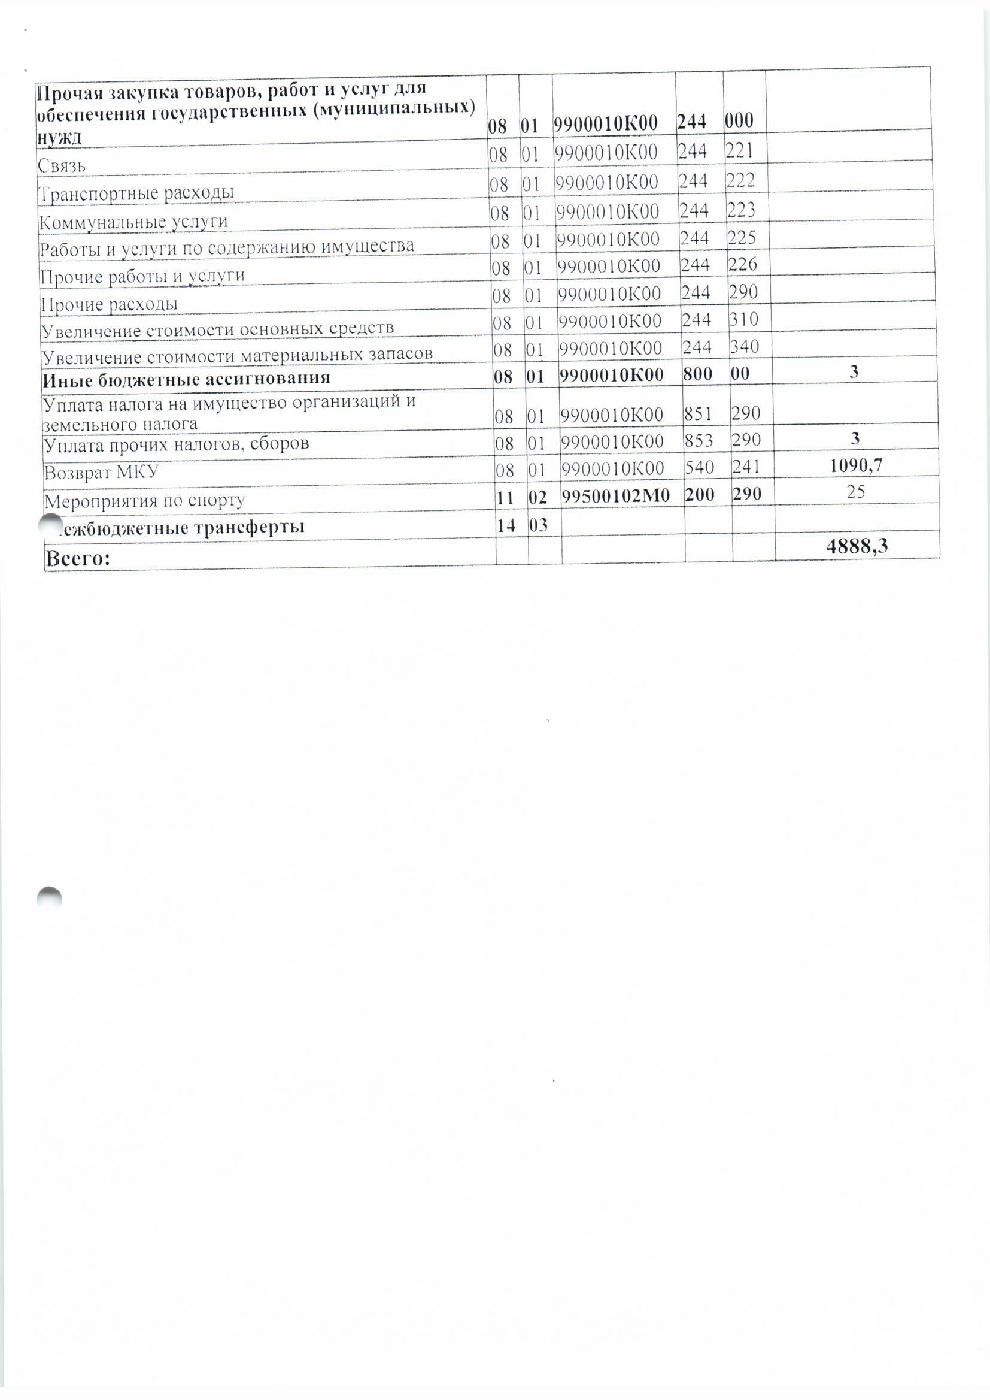 Прочая закупка товаров, работ и услуг для
обеспечения государственных (муниципальных)
нужд 08 01 9900010К00 244 000
Связь 08 01 9900010К00 244 221
Транспортные расходы 08 01 9900010К00 244 222
Коммунальные услуги 08 01 9900010К00 244 223
Работы и услуги по содержанию имущества 08 01 9900010К00 244 225
Прочие работы и услуги 08 01 9900010К00 244 226
Прочие расходы 08 01 9900010К00 244 290
Увеличение стоимости основных средств 08 01 9900010К00 244 310
Увеличение стоимости материальных запасов 08 01 9900010К00 244 340
Иные бюджетные ассигнования 08 01 9900010К00 800 00 3
Уплата налога на имущество организаций и
земельного налога 08 01 9900010К00 851 290
Уплата прочих налогов, сборов 08 01 9900010К00 853 290 3
Возврат МКУ 08 01 9900010К00 540 241 1090,7
Мероприятия по спорту 11 02 99500102М0 200 290 25
ежбюджетные трансферты 14 03
Всего: 4888,3